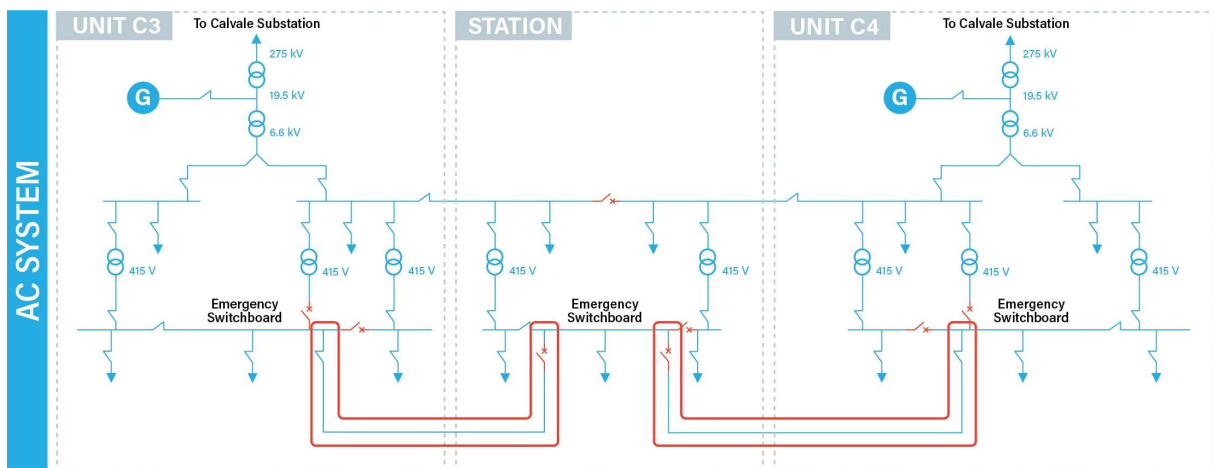 AC SYSTEM
UNIT C3
To Calvale Substation
275 kV
19.5 kV
6.6 kV
G
415 V
415 V
415 V
Emergency
Switchboard
STATION
415 V
415 V
Emergency
Switchboard
UNIT C4
To Calvale Substation
275 kV
19.5 kV
6.6 kV
G
415 V
415 V
415 V
Emergency
Switchboard